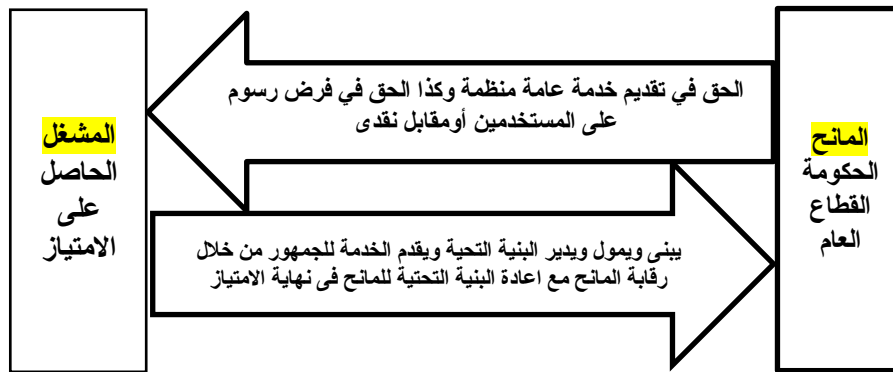 المانح
الحكومة
القطاع
العام
الحق في تقديم خدمة عامة منظمة وكذا الحق في فرض رسوم
على المستخدمين أومقابل نقدى
المشغل
الحاصل
على
الامتياز
يبنى ويمول ويدير البنية التحية ويقدم الخدمة للجمهور من خلال
رقابة المانح مع اعادة البنية التحتية للمانح فى نهاية الامتياز